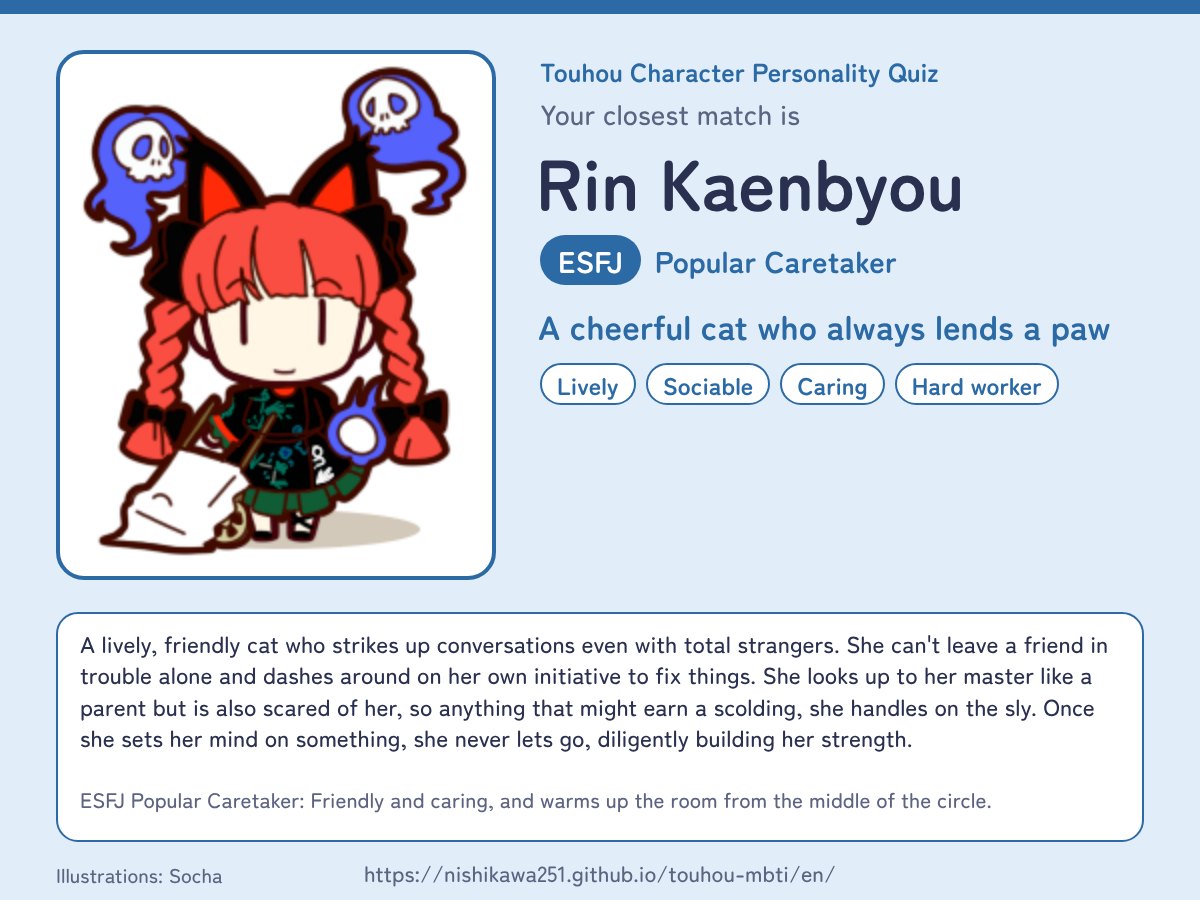 Touhou Character Personality Quiz
Your closest match is
Rin Kaenbyou
ESFJ Popular Caretaker
A cheerful cat who always lends a paw
Lively Sociable Caring Hard worker
A lively, friendly cat who strikes up conversations even with total strangers. She can't leave a friend in
trouble alone and dashes around on her own initiative to fix things. She looks up to her master like a
parent but is also scared of her, so anything that might earn a scolding, she handles on the sly. Once
she sets her mind on something, she never lets go, diligently building her strength.
ESFJ Popular Caretaker: Friendly and caring, and warms up the room from the middle of the circle.
Illustrations: Socha https://nishikawa251.github.io/touhou-mbti/en/